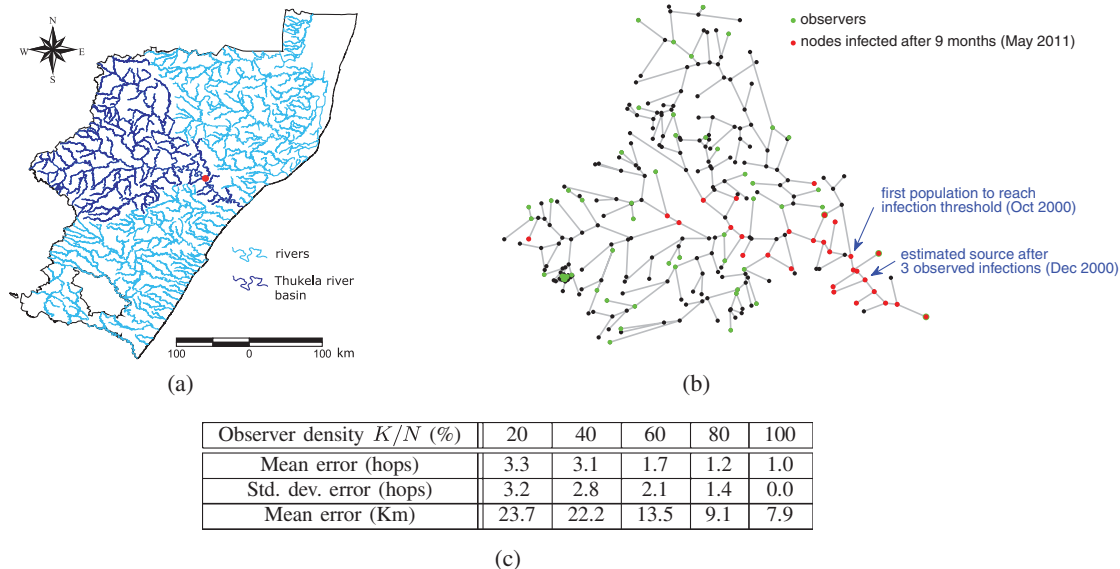 N
W
E
S
rivers
Thukela river
basin
100
0
100 km
(a)
observers
nodes infected after 9 months (May 2011)
first population to reach
infection threshold (Oct 2000)
estimated source after
3 observed infections (Dec 2000)
(b)
Observer density K/N (%) 20 40 60 80 100
Mean error (hops) 3.3 3.1 1.7 1.2 1.0
Std. dev. error (hops) 3.2 2.8 2.1 1.4 0.0
Mean error (Km) 23.7 22.2 13.5 9.1 7.9
(c)